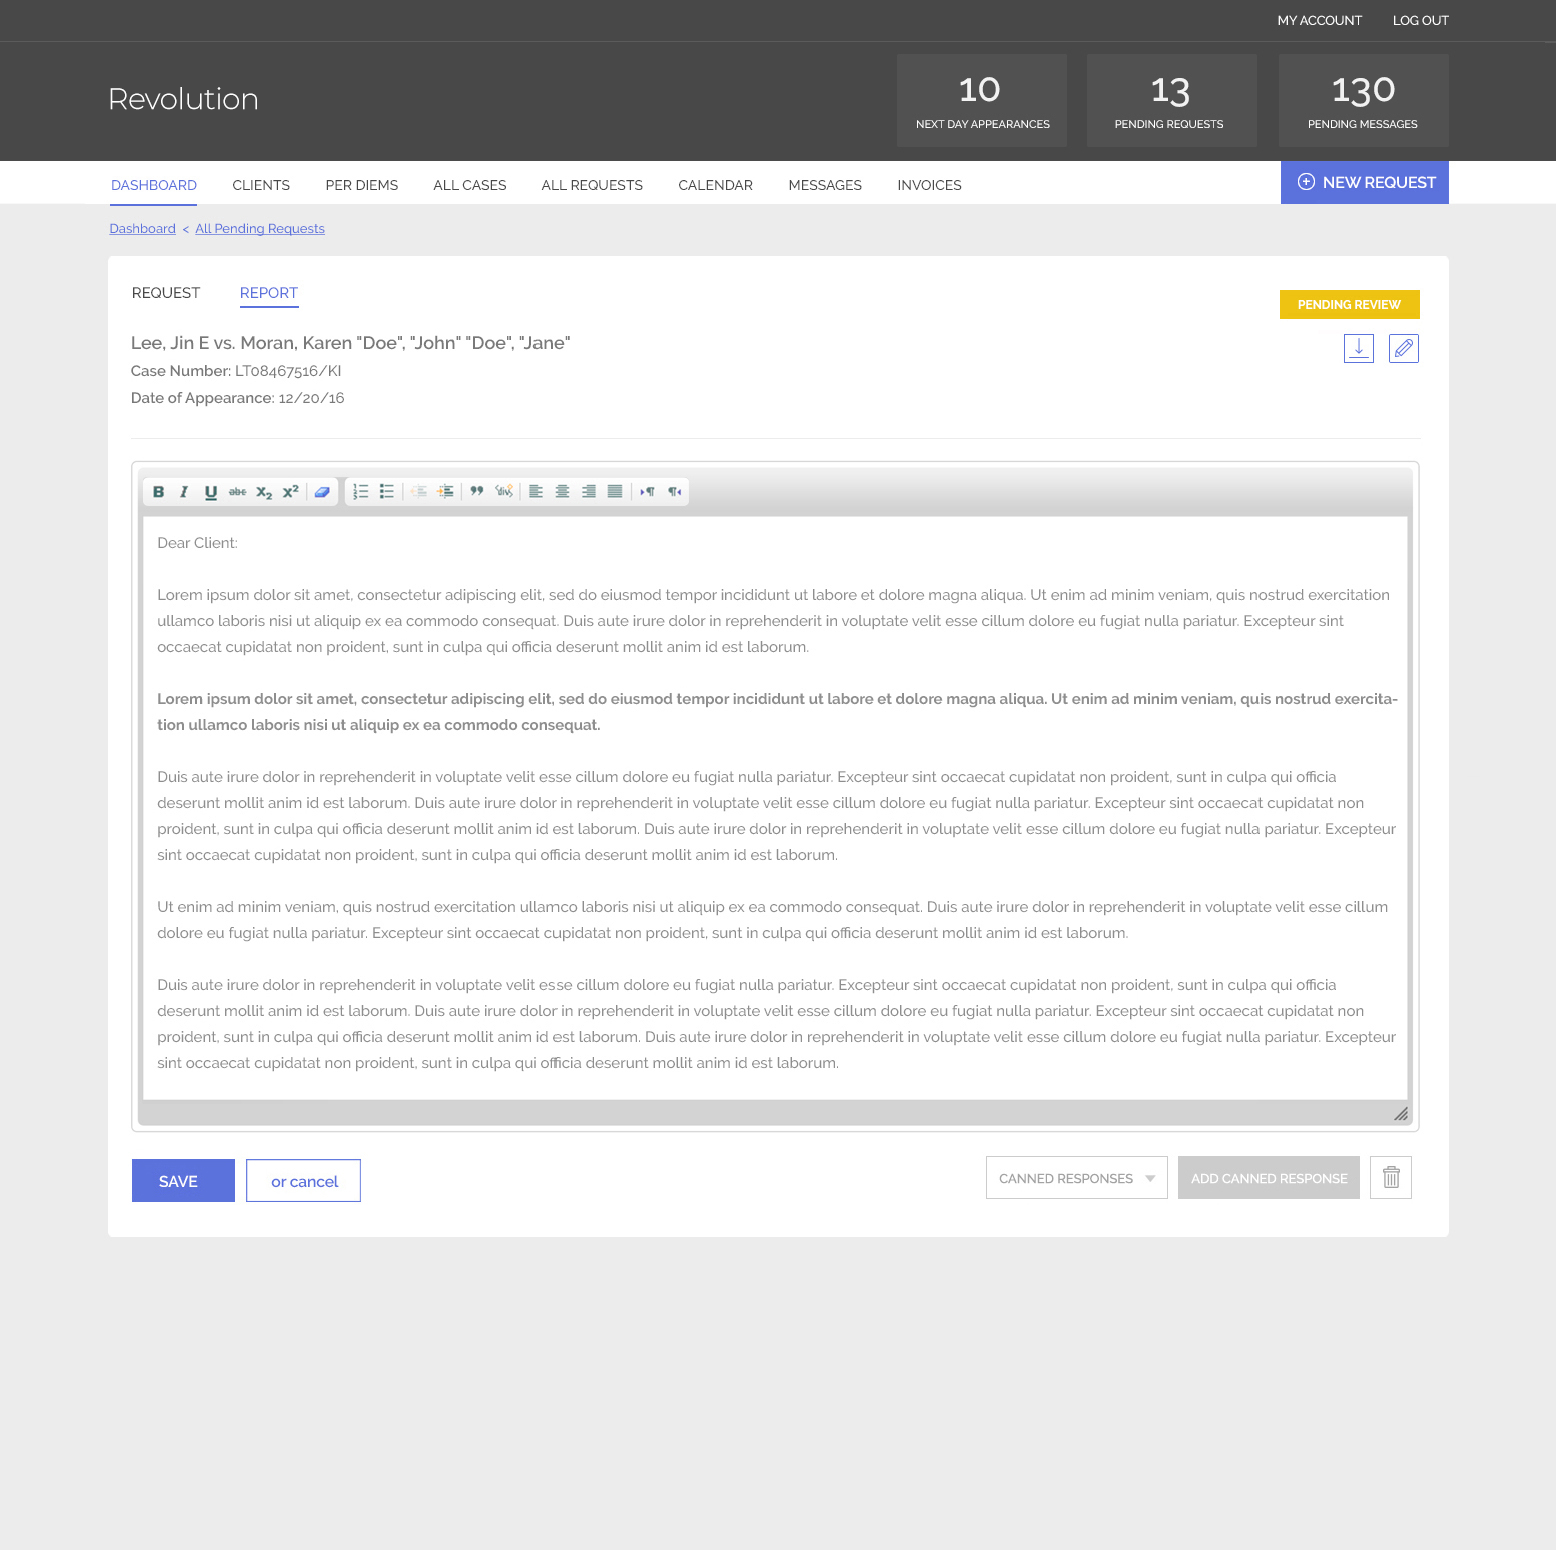 MY ACCOUNT LOG OUT
Revolution
10 13 130
NEXT DAY APPEARANCES PENDING REQUESTS PENDING MESSAGES
DASHBOARD CLIENTS PER DIEMS ALL CASES ALL REQUESTS CALENDAR MESSAGES INVOICES NEW REQUEST
Dashboard < All Pending Requests
REQUEST REPORT
PENDING REVIEW
Lee, Jin E vs. Moran, Karen "Doe", "John" "Doe", "Jane"
Case Number: LT08467516/KI
Date of Appearance: 12/20/16
B I U abc X2 X2
Dear Client:
Lorem ipsum dolor sit amet, consectetur adipiscing elit, sed do eiusmod tempor incididunt ut labore et dolore magna aliqua. Ut enim ad minim veniam, quis nostrud exercitation
ullamco laboris nisi ut aliquip ex ea commodo consequat. Duis aute irure dolor in reprehenderit in voluptate velit esse cillum dolore eu fugiat nulla pariatur. Excepteur sint
occaecat cupidatat non proident, sunt in culpa qui officia deserunt mollit anim id est laborum.
Lorem ipsum dolor sit amet, consectetur adipiscing elit, sed do eiusmod tempor incididunt ut labore et dolore magna aliqua. Ut enim ad minim veniam, quis nostrud exercita-
tion ullamco laboris nisi ut aliquip ex ea commodo consequat.
Duis aute irure dolor in reprehenderit in voluptate velit esse cillum dolore eu fugiat nulla pariatur. Excepteur sint occaecat cupidatat non proident, sunt in culpa qui officia
deserunt mollit anim id est laborum. Duis aute irure dolor in reprehenderit in voluptate velit esse cillum dolore eu fugiat nulla pariatur. Excepteur sint occaecat cupidatat non
proident, sunt in culpa qui officia deserunt mollit anim id est laborum. Duis aute irure dolor in reprehenderit in voluptate velit esse cillum dolore eu fugiat nulla pariatur. Excepteur
sint occaecat cupidatat non proident, sunt in culpa qui officia deserunt mollit anim id est laborum.
Ut enim ad minim veniam, quis nostrud exercitation ullamco laboris nisi ut aliquip ex ea commodo consequat. Duis aute irure dolor in reprehenderit in voluptate velit esse cillum
dolore eu fugiat nulla pariatur. Excepteur sint occaecat cupidatat non proident, sunt in culpa qui officia deserunt mollit anim id est laborum.
Duis aute irure dolor in reprehenderit in voluptate velit esse cillum dolore eu fugiat nulla pariatur. Excepteur sint occaecat cupidatat non proident, sunt in culpa qui officia
deserunt mollit anim id est laborum. Duis aute irure dolor in reprehenderit in voluptate velit esse cillum dolore eu fugiat nulla pariatur. Excepteur sint occaecat cupidatat non
proident, sunt in culpa qui officia deserunt mollit anim id est laborum. Duis aute irure dolor in reprehenderit in voluptate velit esse cillum dolore eu fugiat nulla pariatur. Excepteur
sint occaecat cupidatat non proident, sunt in culpa qui officia deserunt mollit anim id est laborum.
SAVE or cancel CANNED RESPONSES ADD CANNED RESPONSE